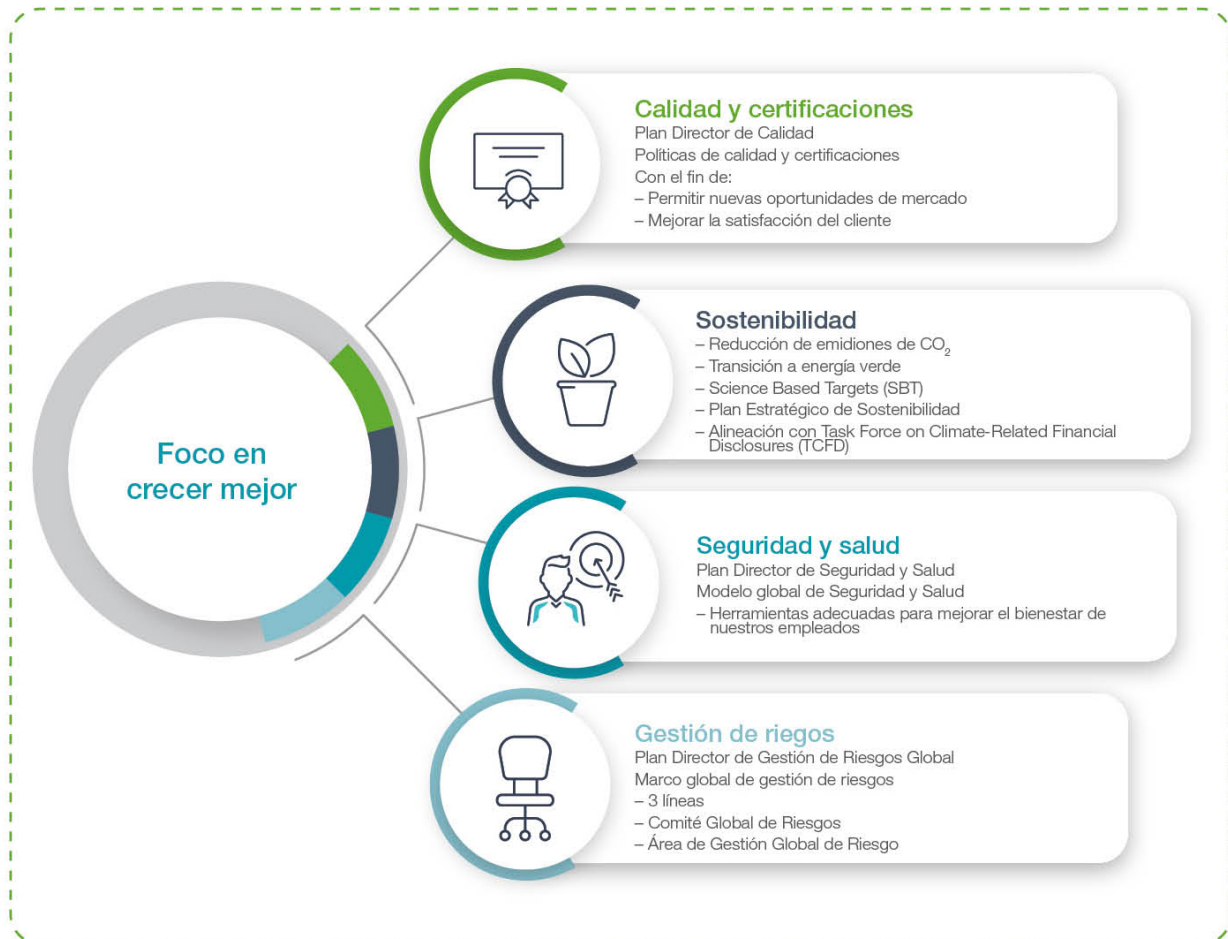 Foco en
crecer mejor
Calidad y certificaciones
Plan Director de Calidad
Políticas de calidad y certificaciones
Con el fin de:
– Permitir nuevas oportunidades de mercado
– Mejorar la satisfacción del cliente
Sostenibilidad
– Reducción de emidiones de CO₂
– Transición a energía verde
– Science Based Targets (SBT)
– Plan Estratégico de Sostenibilidad
– Alineación con Task Force on Climate-Related Financial
Disclosures (TCFD)
Seguridad y salud
Plan Director de Seguridad y Salud
Modelo global de Seguridad y Salud
– Herramientas adecuadas para mejorar el bienestar de
nuestros empleados
Gestión de riegos
Plan Director de Gestión de Riesgos Global
Marco global de gestión de riesgos
– 3 líneas
– Comité Global de Riesgos
– Área de Gestión Global de Riesgo